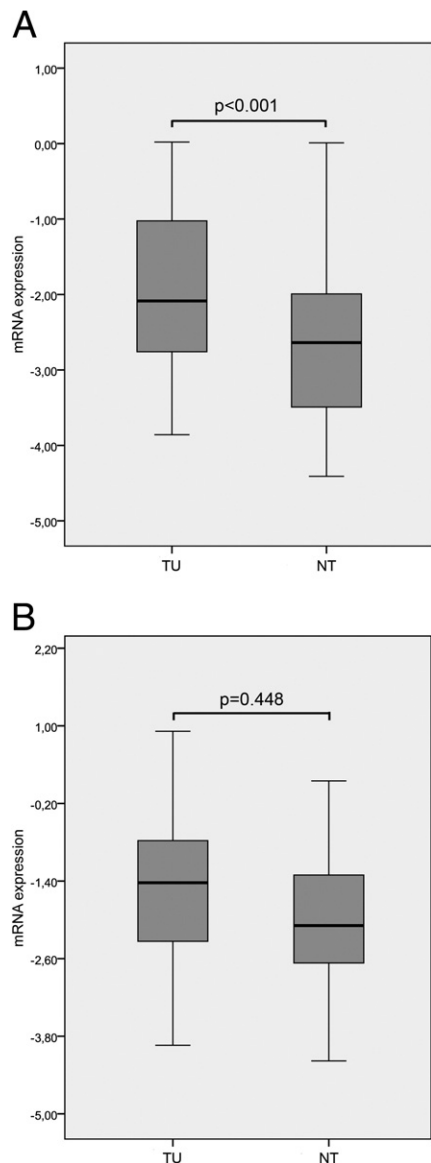 A
1,00
p<0.001
0,00
-1,00
-2,00
-3,00
-4,00
-5,00
mRNA expression
TU NT
B
2,20
p=0.448
1,00
-0,20
-1,40
-2,60
-3,80
-5,00
mRNA expression
TU NT